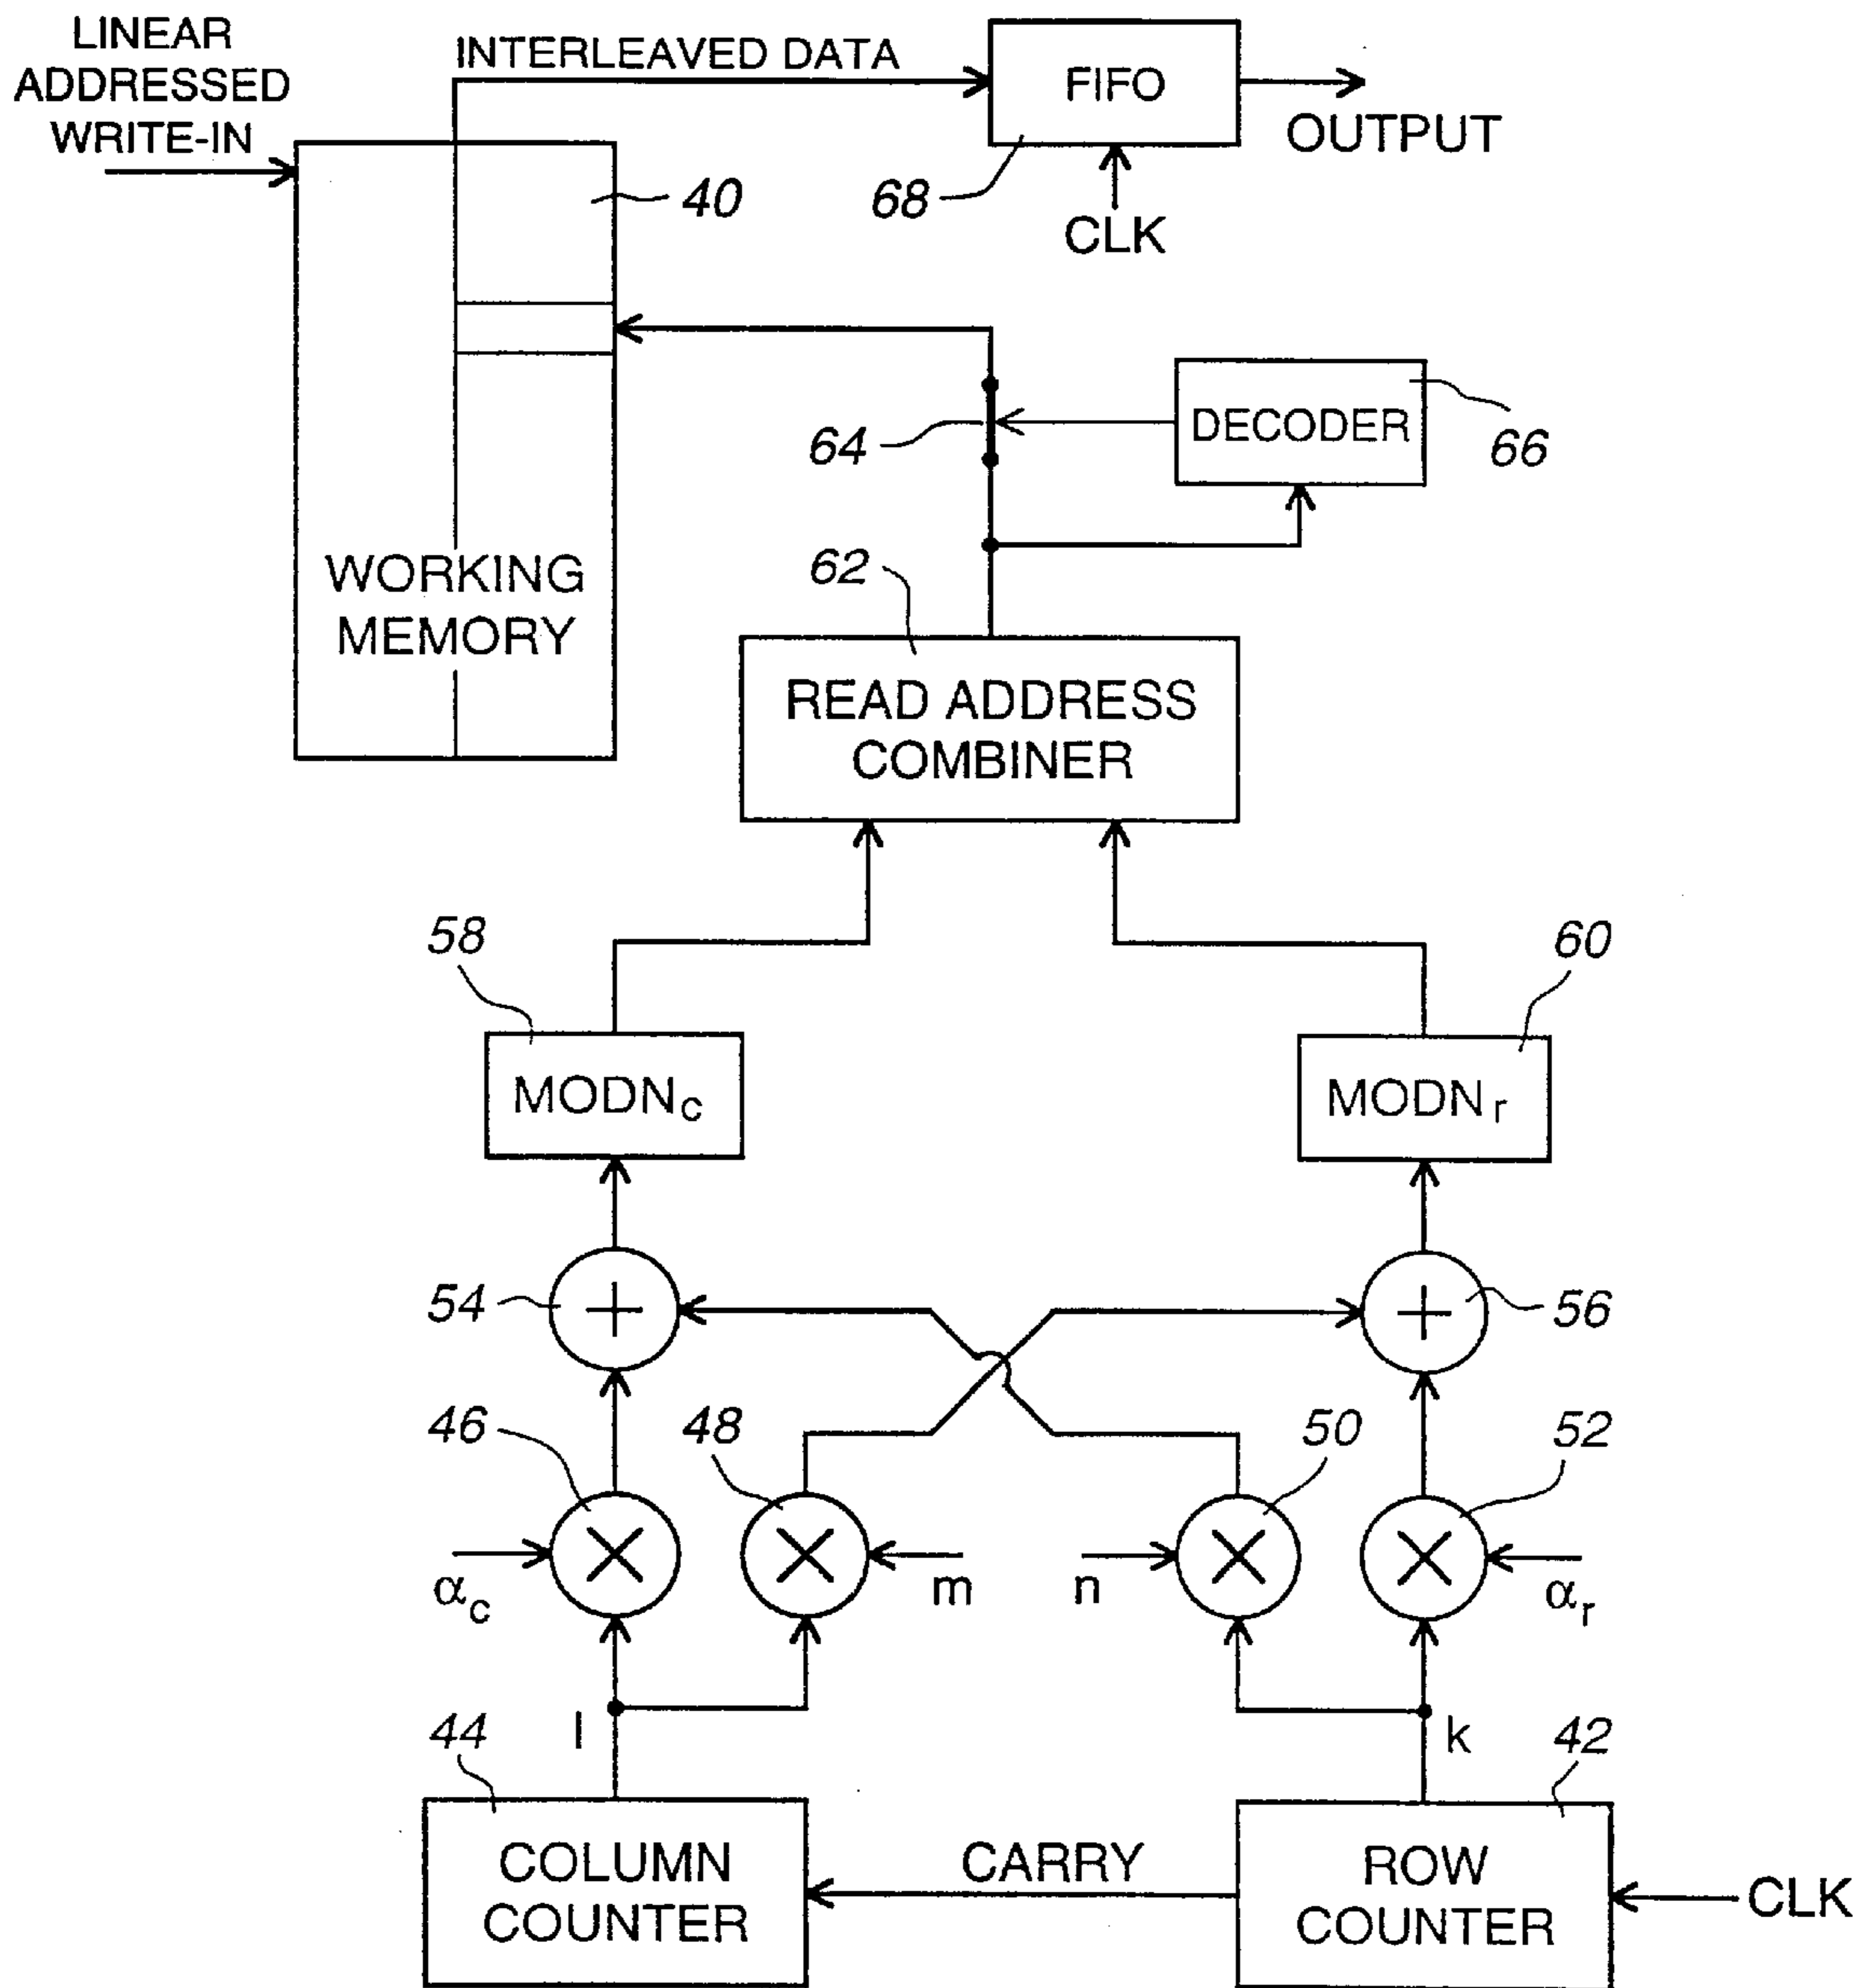 LINEAR
ADDRESSED
WRITE-IN
INTERLEAVED DATA
FIFO
OUTPUT
40
68
CLK
64
DECODER
66
WORKING
MEMORY
62
READ ADDRESS
COMBINER
58
60
MODNc
MODNr
54
+
+
56
46
48
50
52
αc
m
n
αr
l
k
44
42
COLUMN
COUNTER
CARRY
ROW
COUNTER
CLK